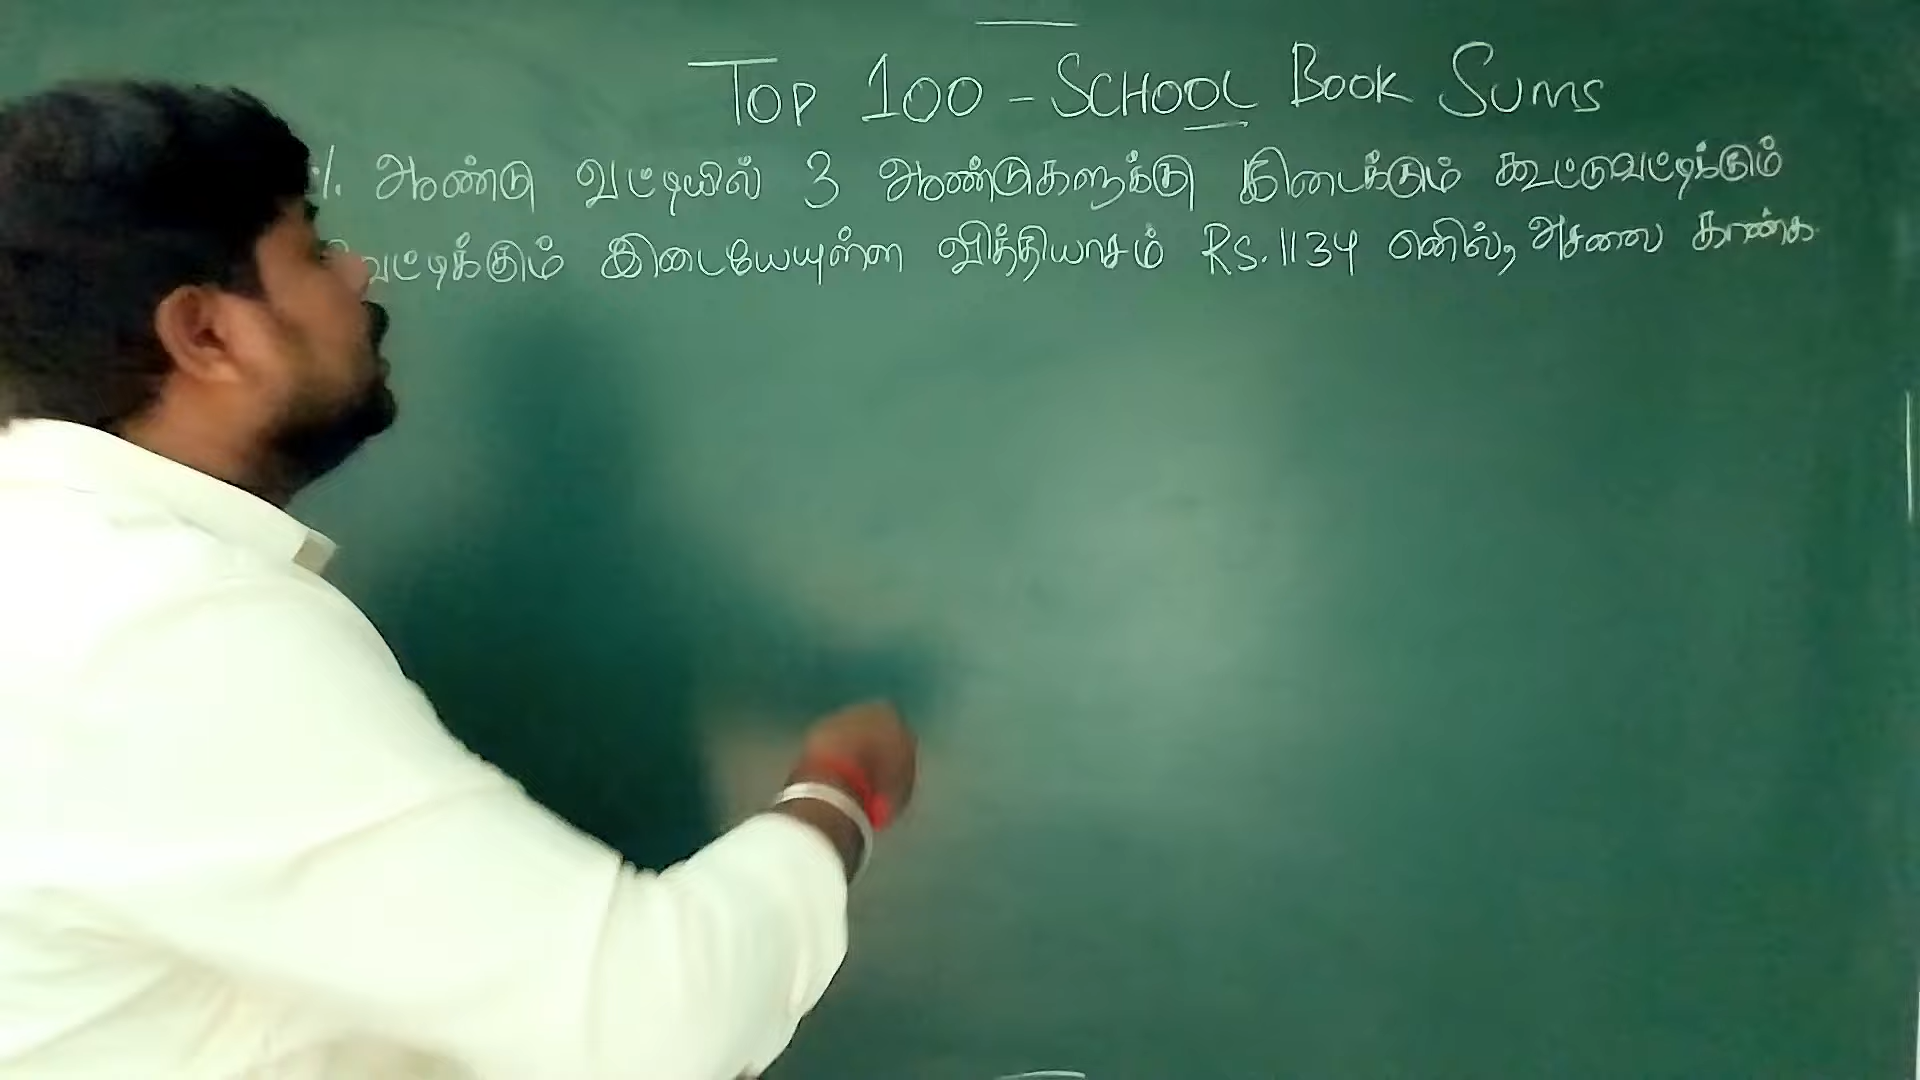 Top 100 - SCHOOL Book Sums
% ஆண்டு வட்டியில் 3 ஆண்டுகளுக்கு கிடைக்கும் கூட்டுவட்டிக்கும்
வட்டிக்கும் இடையேயுள்ள வித்தியாசம் Rs.1134 எனில், அசலை காண்க.